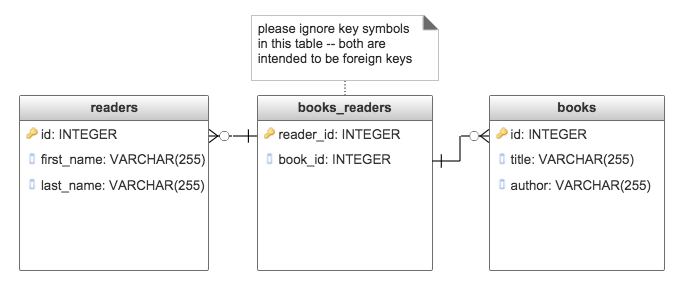 please ignore key symbols
in this table -- both are
intended to be foreign keys
readers
id: INTEGER
first_name: VARCHAR(255)
last_name: VARCHAR(255)
books_readers
reader_id: INTEGER
book_id: INTEGER
books
id: INTEGER
title: VARCHAR(255)
author: VARCHAR(255)